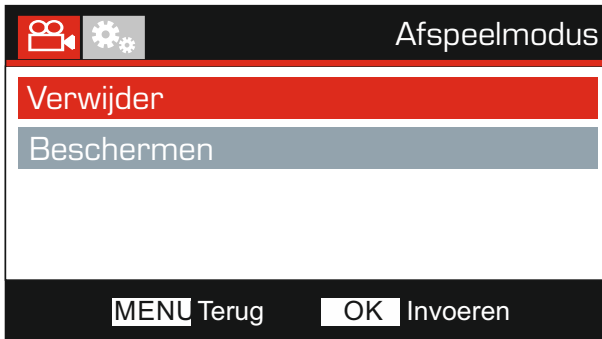 Afspeelmodus
Verwijder
Beschermen
MENU Terug OK Invoeren